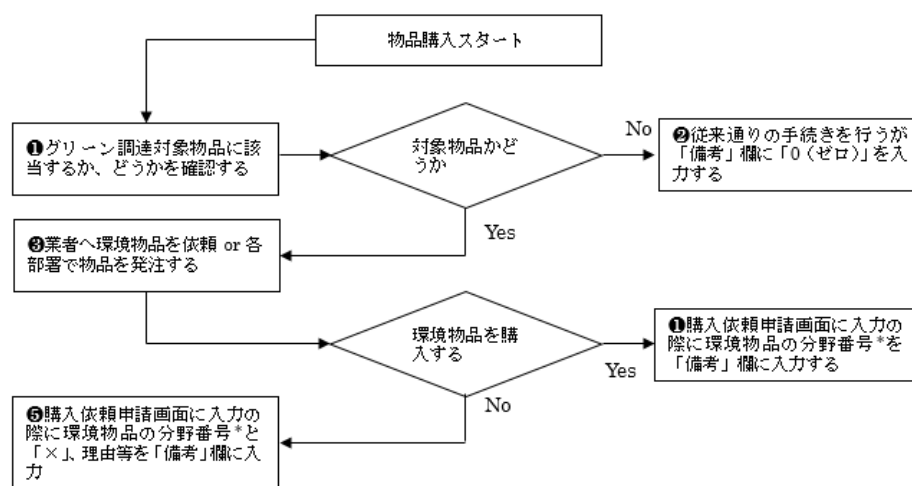 物品購入スタート
❶グリーン調達対象物品に該
当するか、どうかを確認する
対象物品かど
うか
No
❷従来通りの手続きを行うが
「備考」欄に「0（ゼロ）」を入
力する
Yes
❸業者へ環境物品を依頼 or 各
部署で物品を発注する
環境物品を購
入する
Yes
❶購入依頼申請画面に入力の
際に環境物品の分野番号*を
「備考」欄に入力する
No
❺購入依頼申請画面に入力の
際に環境物品の分野番号*と
「×」、理由等を「備考」欄に入
力